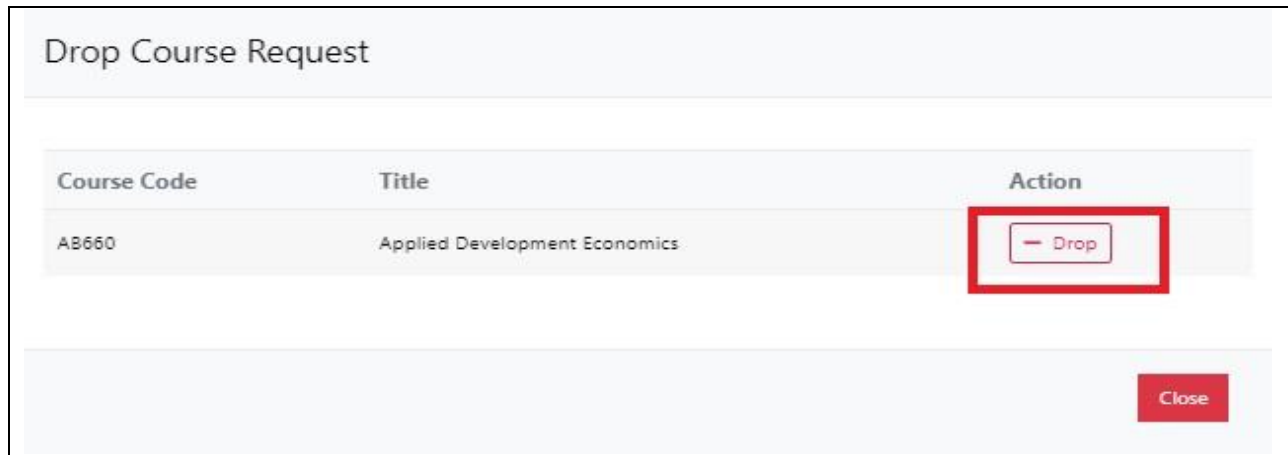 Drop Course Request
Course Code Title Action
AB660 Applied Development Economics — Drop
Close